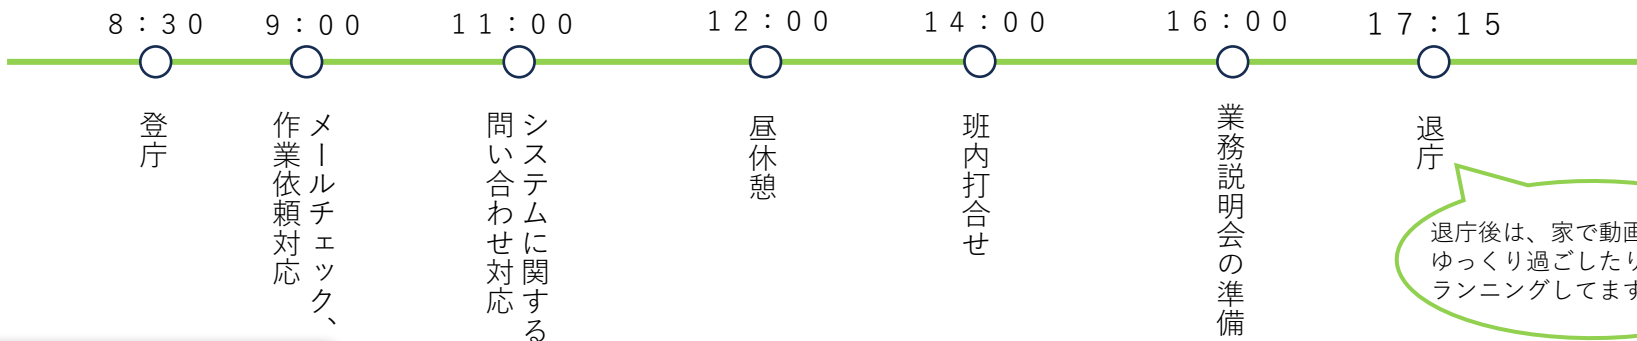 8：30
登庁
9：00
メールチェック、
作業依頼対応
11：00
システムに関する
問い合わせ対応
12：00
昼休憩
14：00
班内打合せ
16：00
業務説明会の準備
17：15
退庁
退庁後は、家で動画
ゆっくり過ごしたり
ランニングしてます